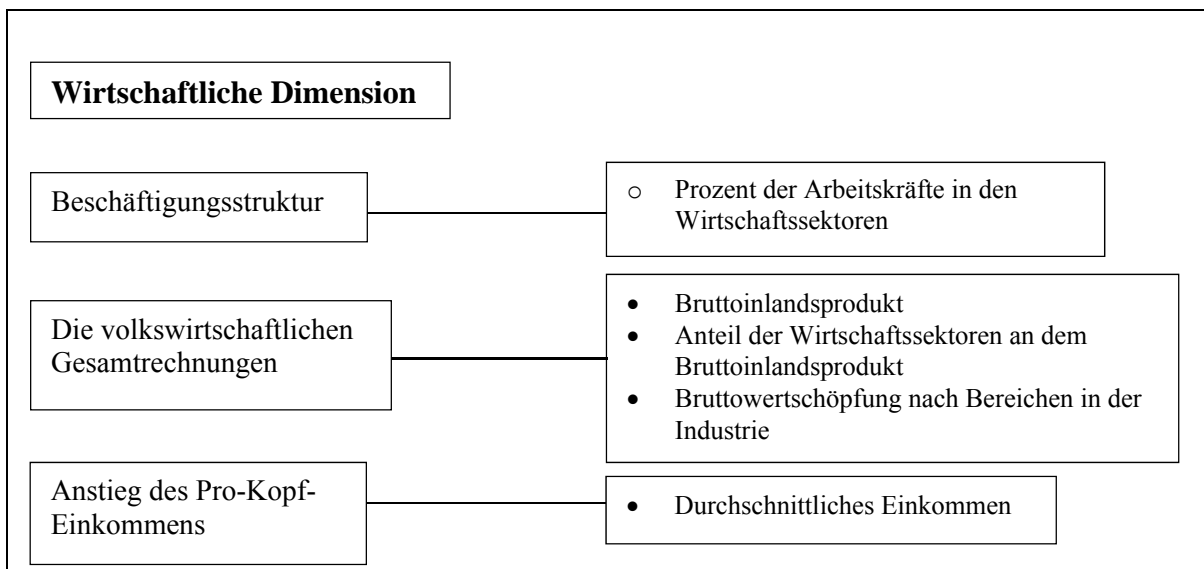 Wirtschaftliche Dimension
Beschäftigungsstruktur
○ Prozent der Arbeitskräfte in den
Wirtschaftssektoren
Die volkswirtschaftlichen
Gesamtrechnungen
• Bruttoinlandsprodukt
• Anteil der Wirtschaftssektoren an dem
Bruttoinlandsprodukt
• Bruttowertschöpfung nach Bereichen in der
Industrie
Anstieg des Pro-Kopf-
Einkommens
• Durchschnittliches Einkommen